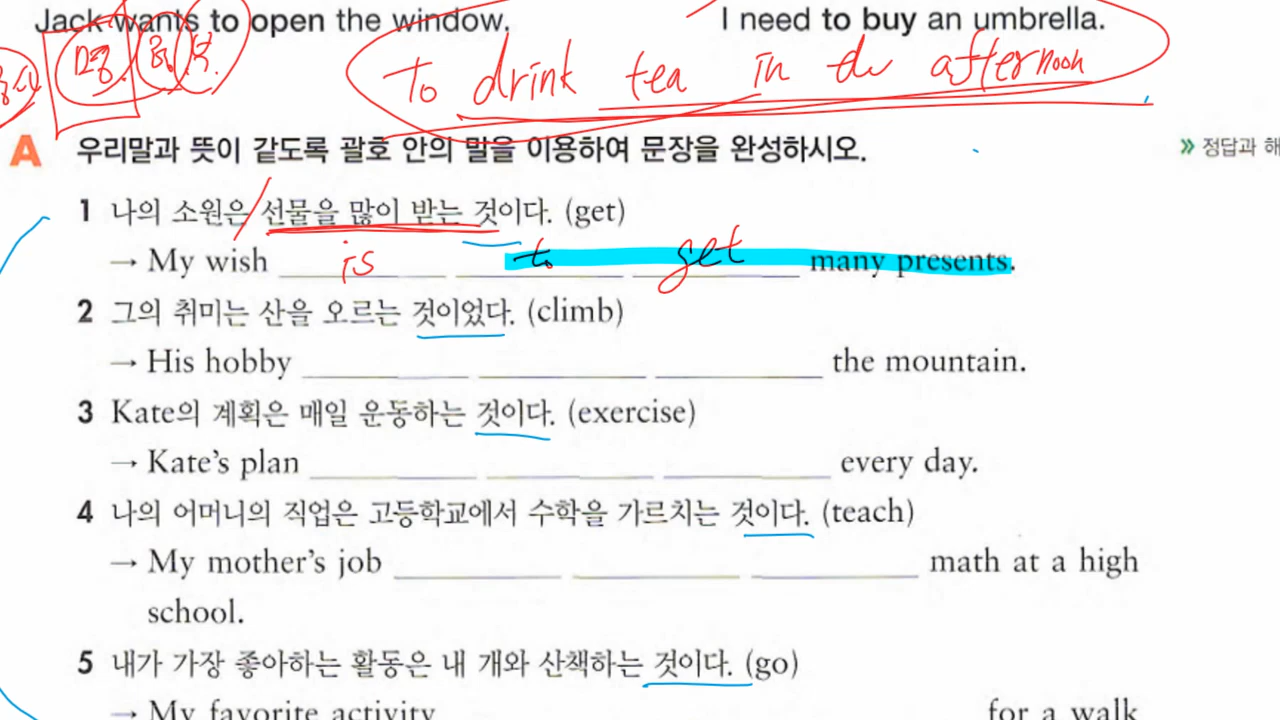 Jack wants to open the window.
I need to buy an umbrella.
to drink tea in the afternoon
A 우리말과 뜻이 같도록 괄호 안의 말을 이용하여 문장을 완성하시오.
» 정답과 해
1 나의 소원은 선물을 많이 받는 것이다. (get)
→ My wish is to get many presents.
2 그의 취미는 산을 오르는 것이었다. (climb)
→ His hobby the mountain.
3 Kate의 계획은 매일 운동하는 것이다. (exercise)
→ Kate's plan every day.
4 나의 어머니의 직업은 고등학교에서 수학을 가르치는 것이다. (teach)
→ My mother's job math at a high
school.
5 내가 가장 좋아하는 활동은 내 개와 산책하는 것이다. (go)
→ My favorite activity for a walk